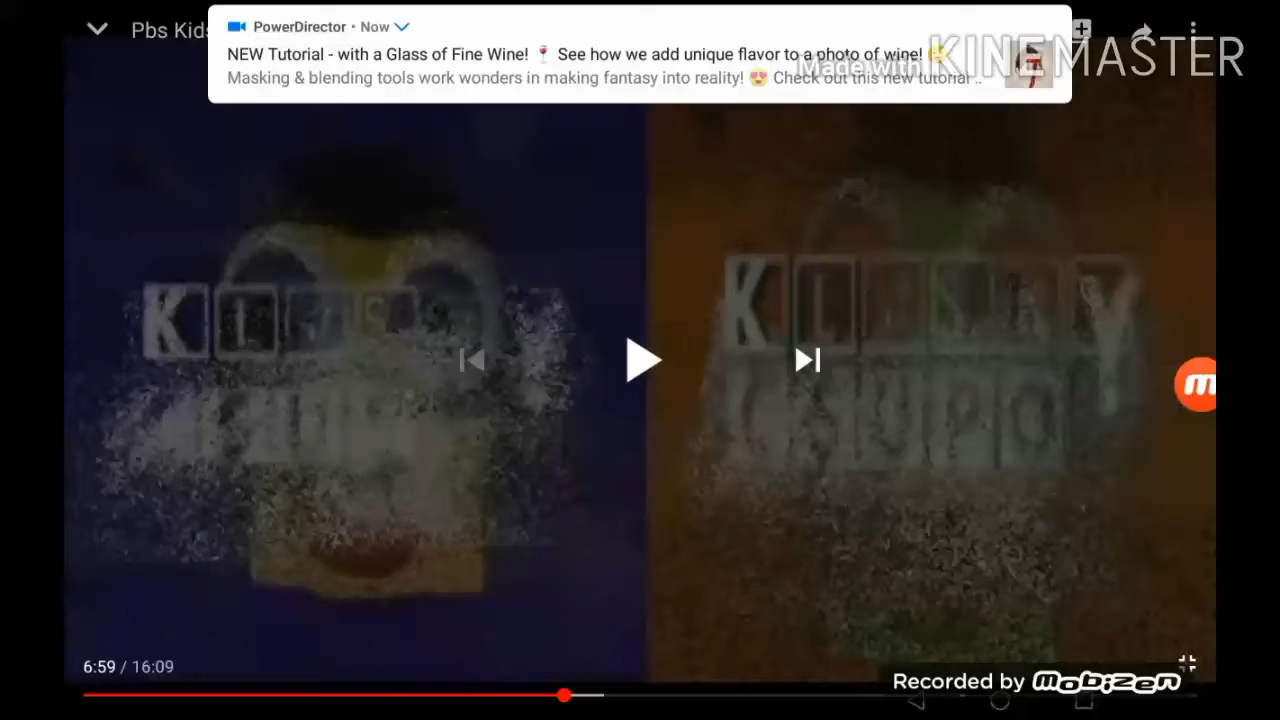 Pbs Kids
PowerDirector • Now
NEW Tutorial - with a Glass of Fine Wine! 🍷 See how we add unique flavor to a photo of wine!
Masking & blending tools work wonders in making fantasy into reality! 😍 Check out this new tutorial ..
Made with KINEMASTER
K
K L Y
SUPO
6:59 / 16:09
Recorded by mobizen